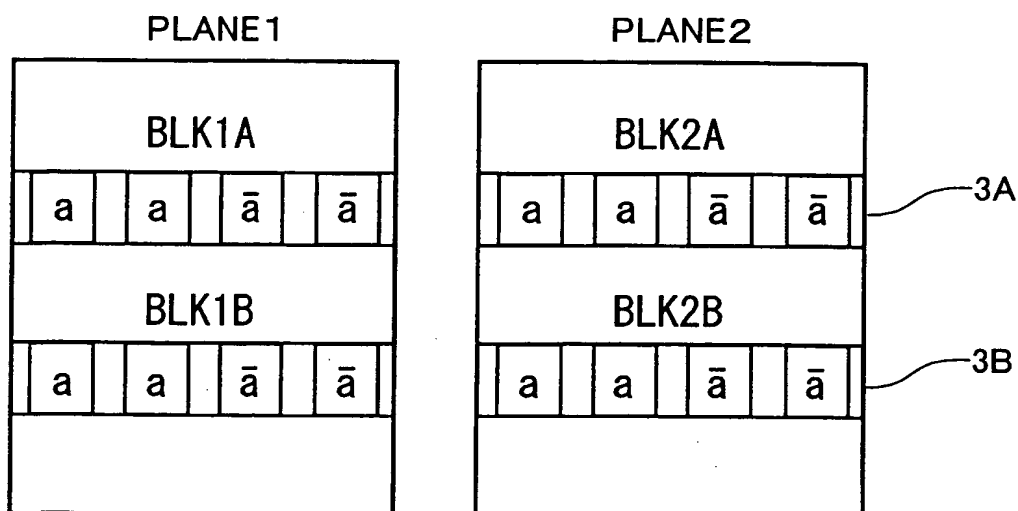 PLANE1 PLANE2
BLK1A BLK2A
a a ā ā a a ā ā 3A
BLK1B BLK2B
a a ā ā a a ā ā 3B